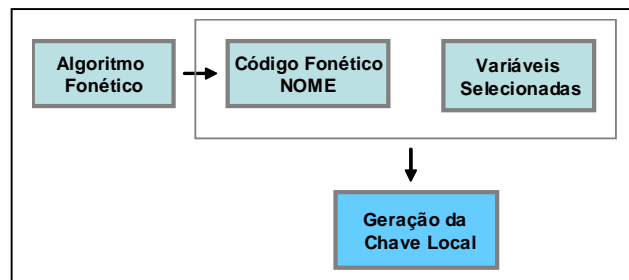 Algoritmo
Fonético
Código Fonético
NOME
Variáveis
Selecionadas
Geração da
Chave Local